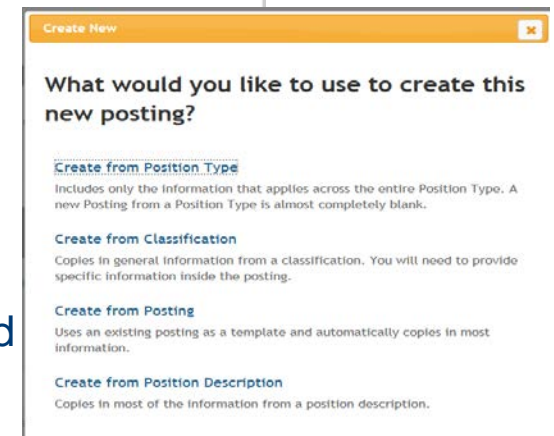 Create New
What would you like to use to create this
new posting?
Create from Position Type
Includes only the information that applies across the entire Position Type. A
new Posting from a Position Type is almost completely blank.
Create from Classification
Copies in general information from a classification. You will need to provide
specific information inside the posting.
Create from Posting
d
Uses an existing posting as a template and automatically copies in most
information.
Create from Position Description
Copies in most of the information from a position description.